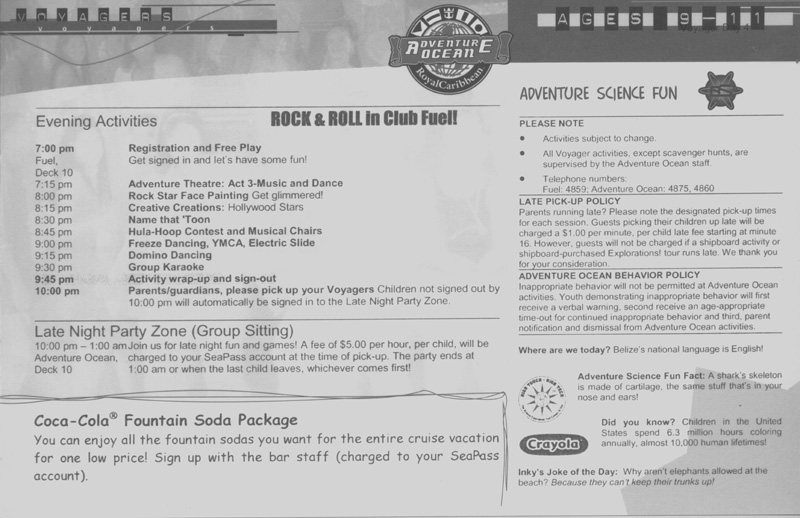 VOYAGERS
voyagers
ADVENTURE
OCEAN
RoyalCaribbean
AGES 9-11
Evening Activities
ROCK & ROLL in Club Fuel!
7:00 pm Registration and Free Play
Fuel, Get signed in and let's have some fun!
Deck 10
7:15 pm Adventure Theatre: Act 3-Music and Dance
8:00 pm Rock Star Face Painting Get glimmered!
8:15 pm Creative Creations: Hollywood Stars
8:30 pm Name that 'Toon
8:45 pm Hula-Hoop Contest and Musical Chairs
9:00 pm Freeze Dancing, YMCA, Electric Slide
9:15 pm Domino Dancing
9:30 pm Group Karaoke
9:45 pm Activity wrap-up and sign-out
10:00 pm Parents/guardians, please pick up your Voyagers Children not signed out by
10:00 pm will automatically be signed in to the Late Night Party Zone.
Late Night Party Zone (Group Sitting)
10:00 pm – 1:00 am Join us for late night fun and games! A fee of $5.00 per hour, per child, will be
Adventure Ocean, charged to your SeaPass account at the time of pick-up. The party ends at
Deck 10 1:00 am or when the last child leaves, whichever comes first!
Coca-Cola® Fountain Soda Package
You can enjoy all the fountain sodas you want for the entire cruise vacation
for one low price! Sign up with the bar staff (charged to your SeaPass
account).
ADVENTURE SCIENCE FUN
PLEASE NOTE
• Activities subject to change.
• All Voyager activities, except scavenger hunts, are
supervised by the Adventure Ocean staff.
• Telephone numbers:
Fuel: 4859; Adventure Ocean: 4875, 4860
LATE PICK-UP POLICY
Parents running late? Please note the designated pick-up times
for each session. Guests picking their children up late will be
charged a $1.00 per minute, per child late fee starting at minute
16. However, guests will not be charged if a shipboard activity or
shipboard-purchased Explorations! tour runs late. We thank you
for your consideration.
ADVENTURE OCEAN BEHAVIOR POLICY
Inappropriate behavior will not be permitted at Adventure Ocean
activities. Youth demonstrating inappropriate behavior will first
receive a verbal warning, second receive an age-appropriate
time-out for continued inappropriate behavior and third, parent
notification and dismissal from Adventure Ocean activities.
Where are we today? Belize's national language is English!
Adventure Science Fun Fact: A shark's skeleton
is made of cartilage, the same stuff that's in your
nose and ears!
Crayola
Did you know? Children in the United
States spend 6.3 million hours coloring
annually, almost 10,000 human lifetimes!
Inky's Joke of the Day: Why aren't elephants allowed at the
beach? Because they can't keep their trunks up!